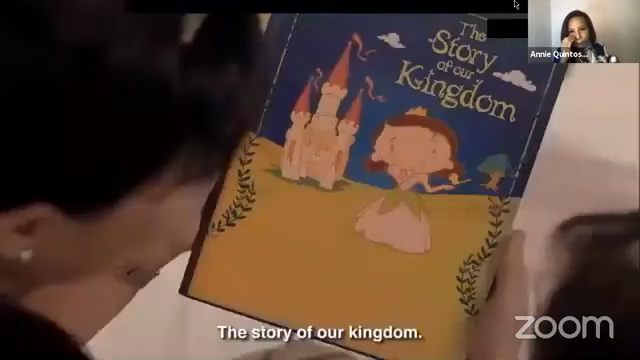 The
Story
of our
Kingdom
Annie Quintos...
The story of our kingdom.
zoom